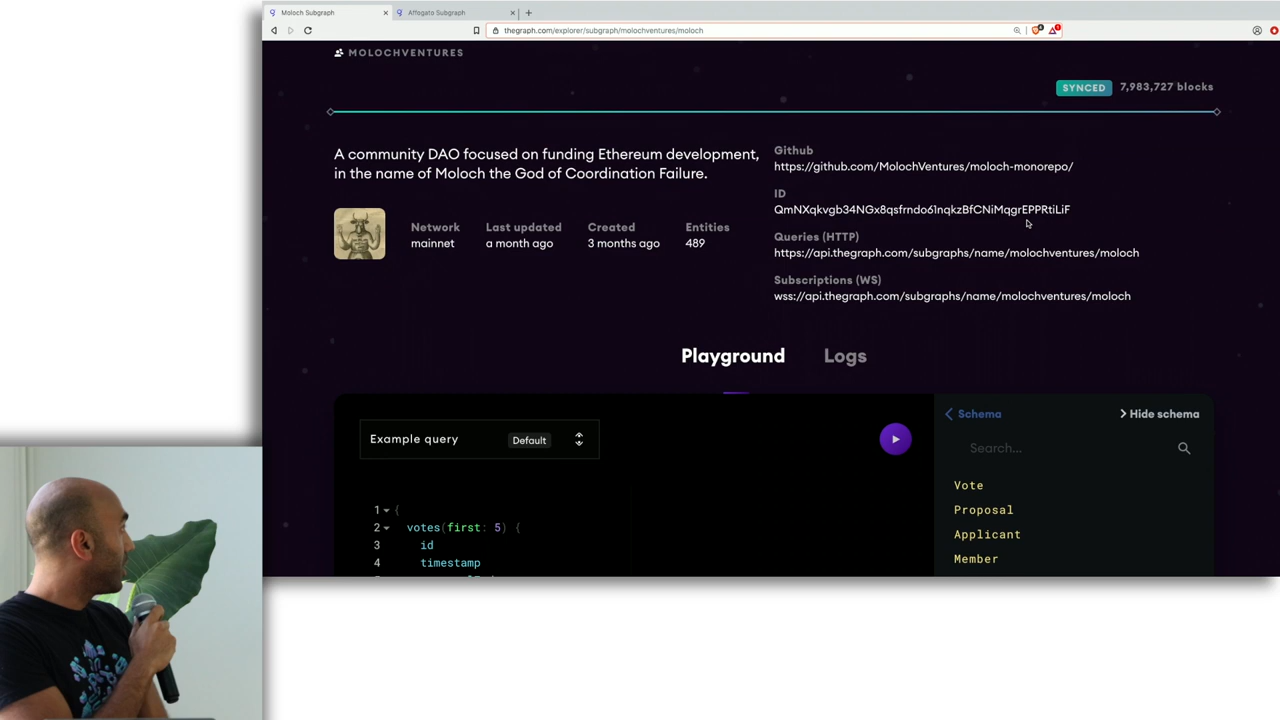 Moloch Subgraph
Affogato Subgraph
thegraph.com/explorer/subgraph/molochventures/moloch
MOLOCHVENTURES
SYNCED 7,983,727 blocks
A community DAO focused on funding Ethereum development,
in the name of Moloch the God of Coordination Failure.
Network
mainnet
Last updated
a month ago
Created
3 months ago
Entities
489
Github
https://github.com/MolochVentures/moloch-monorepo/
ID
QmNXqkvgb34NGx8qsfrndo61nqkzBfCNiMqgrEPPRtiLiF
Queries (HTTP)
https://api.thegraph.com/subgraphs/name/molochventures/moloch
Subscriptions (WS)
wss://api.thegraph.com/subgraphs/name/molochventures/moloch
Playground
Logs
Example query
Default
1 {
2 votes(first: 5) {
3 id
4 timestamp
Schema
Hide schema
Search...
Vote
Proposal
Applicant
Member